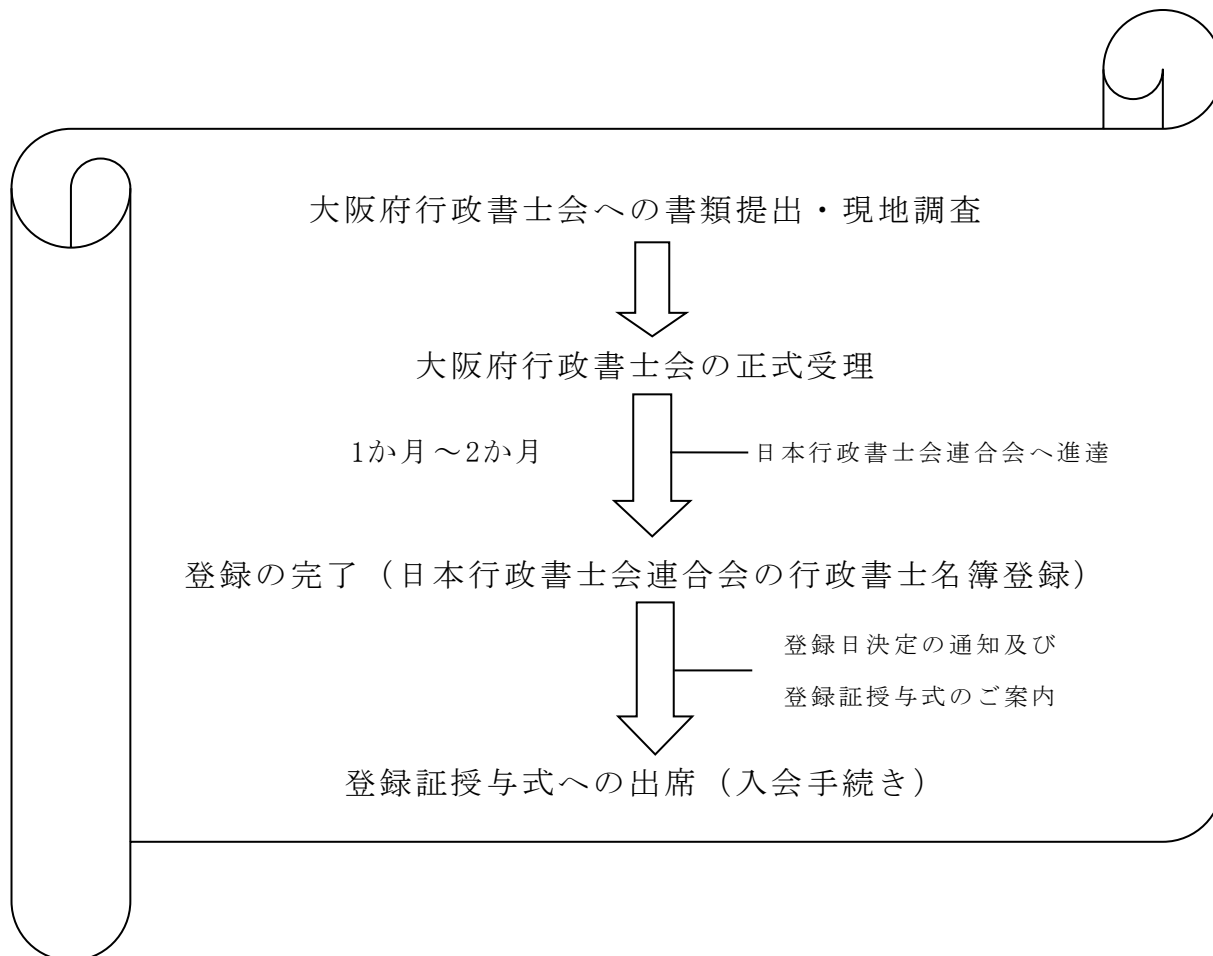 大阪府行政書士会への書類提出・現地調査
大阪府行政書士会の正式受理
1か月～2か月
日本行政書士会連合会へ進達
登録の完了（日本行政書士会連合会の行政書士名簿登録）
登録日決定の通知及び
登録証授与式のご案内
登録証授与式への出席（入会手続き）